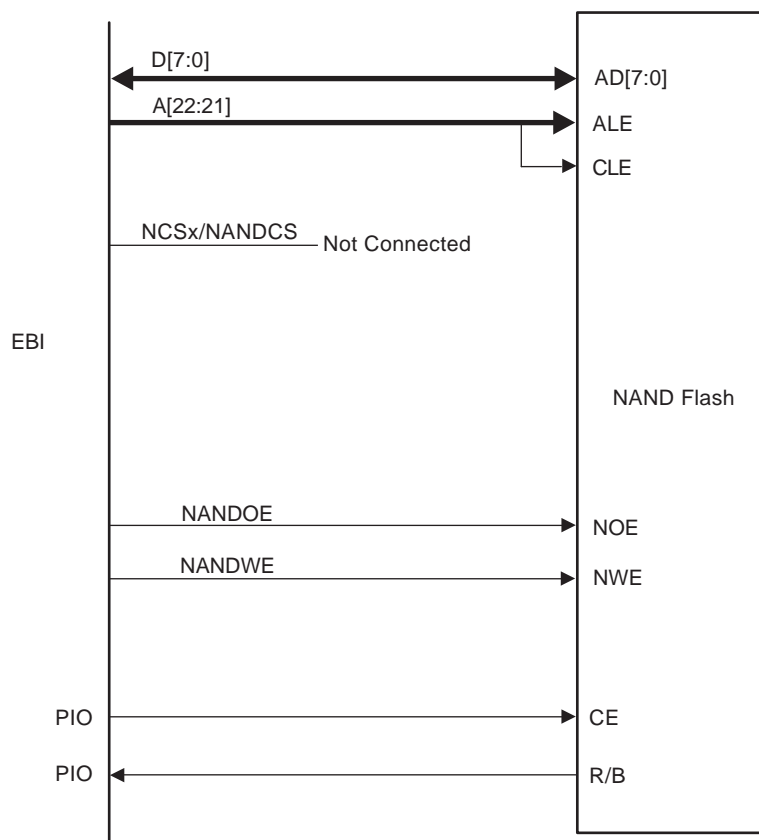 D[7:0]
AD[7:0]
A[22:21]
ALE
CLE
NCSx/NANDCS
Not Connected
EBI
NAND Flash
NANDOE
NOE
NANDWE
NWE
PIO
CE
PIO
R/B